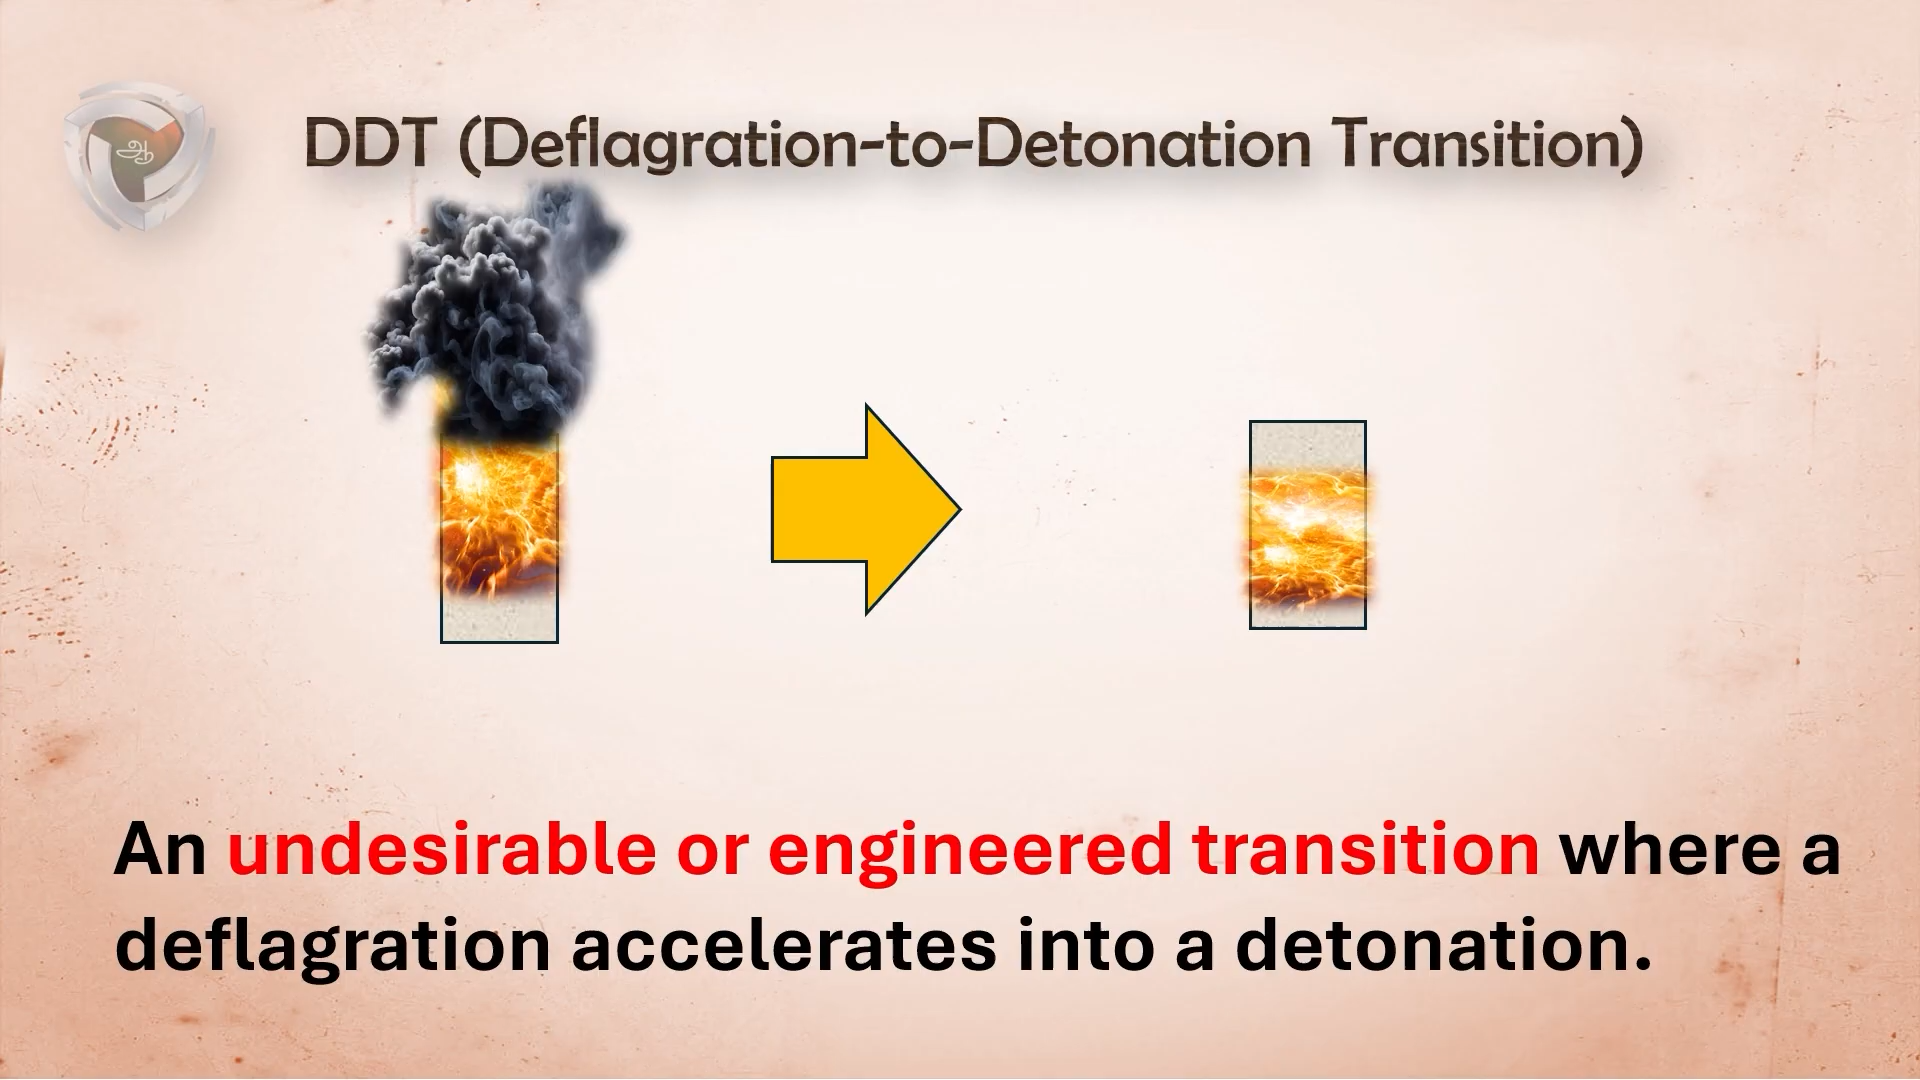 DDT (Deflagration-to-Detonation Transition)
An undesirable or engineered transition where a
deflagration accelerates into a detonation.